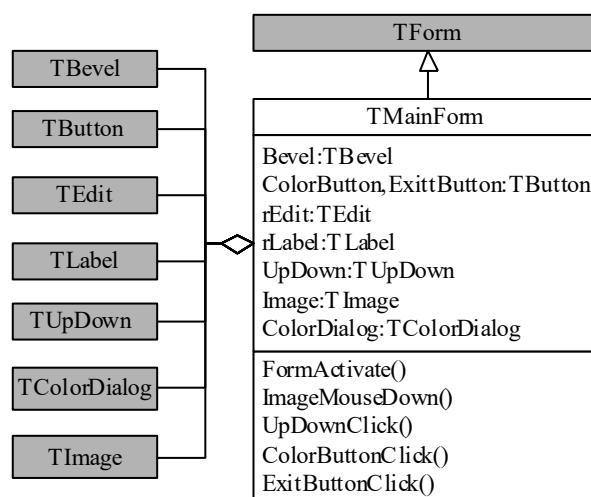 TForm
TMainForm
Bevel:TBevel
ColorButton,ExittButton:TButton
rEdit:TEdit
rLabel:TLabel
UpDown:TUpDown
Image:TImage
ColorDialog:TColorDialog
FormActivate()
ImageMouseDown()
UpDownClick()
ColorButtonClick()
ExitButtonClick()
TBevel
TButton
TEdit
TLabel
TUpDown
TColorDialog
TImage